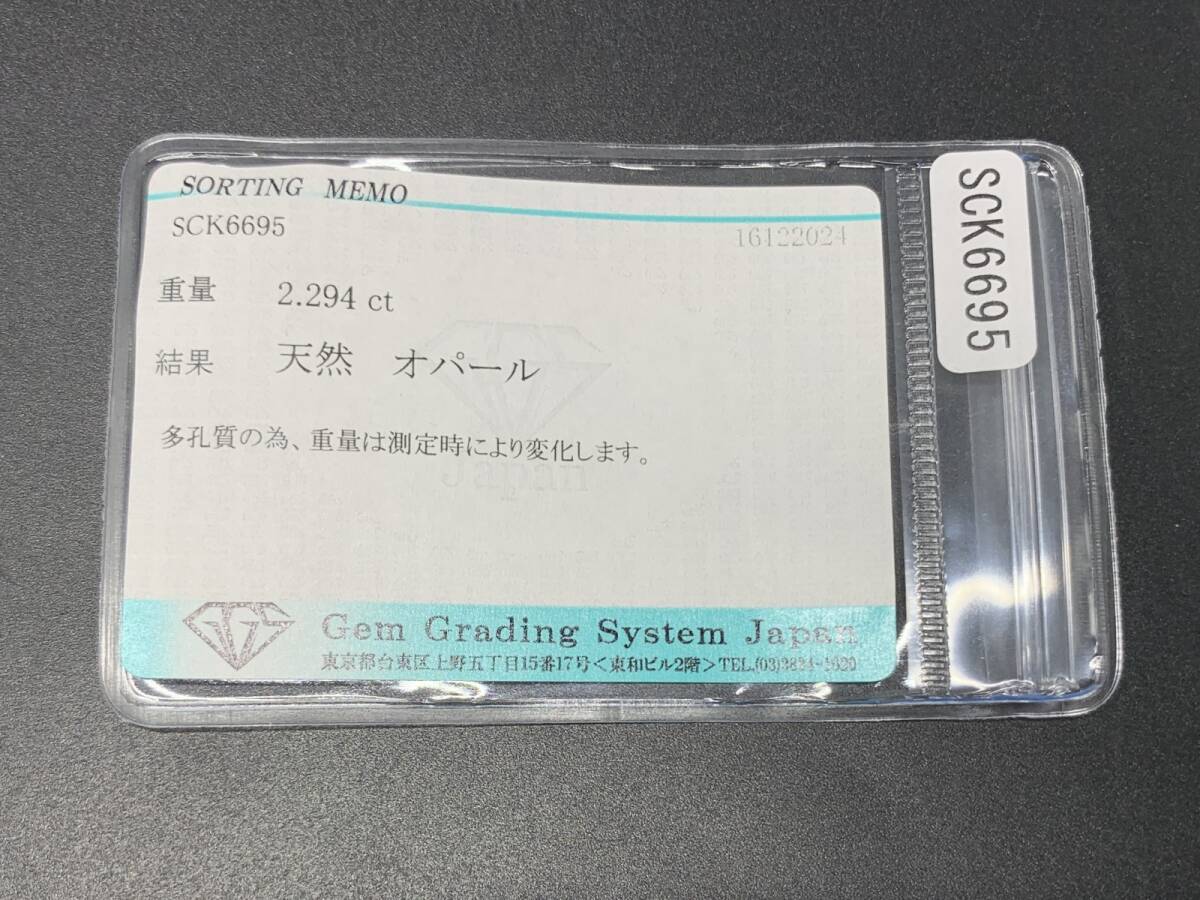 SORTING MEMO
SCK6695
16122024
重量 2.294 ct
結果 天然 オパール
多孔質の為、重量は測定時により変化します。
Japan
GGS Gem Grading System Japan
東京都台東区上野五丁目15番17号<東和ビル2階>TEL.(03)3834-1620
SCK6695